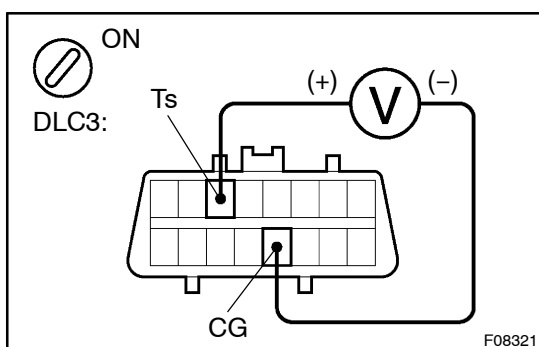 ON
(+) V (−)
Ts
DLC3:
CG
F08321